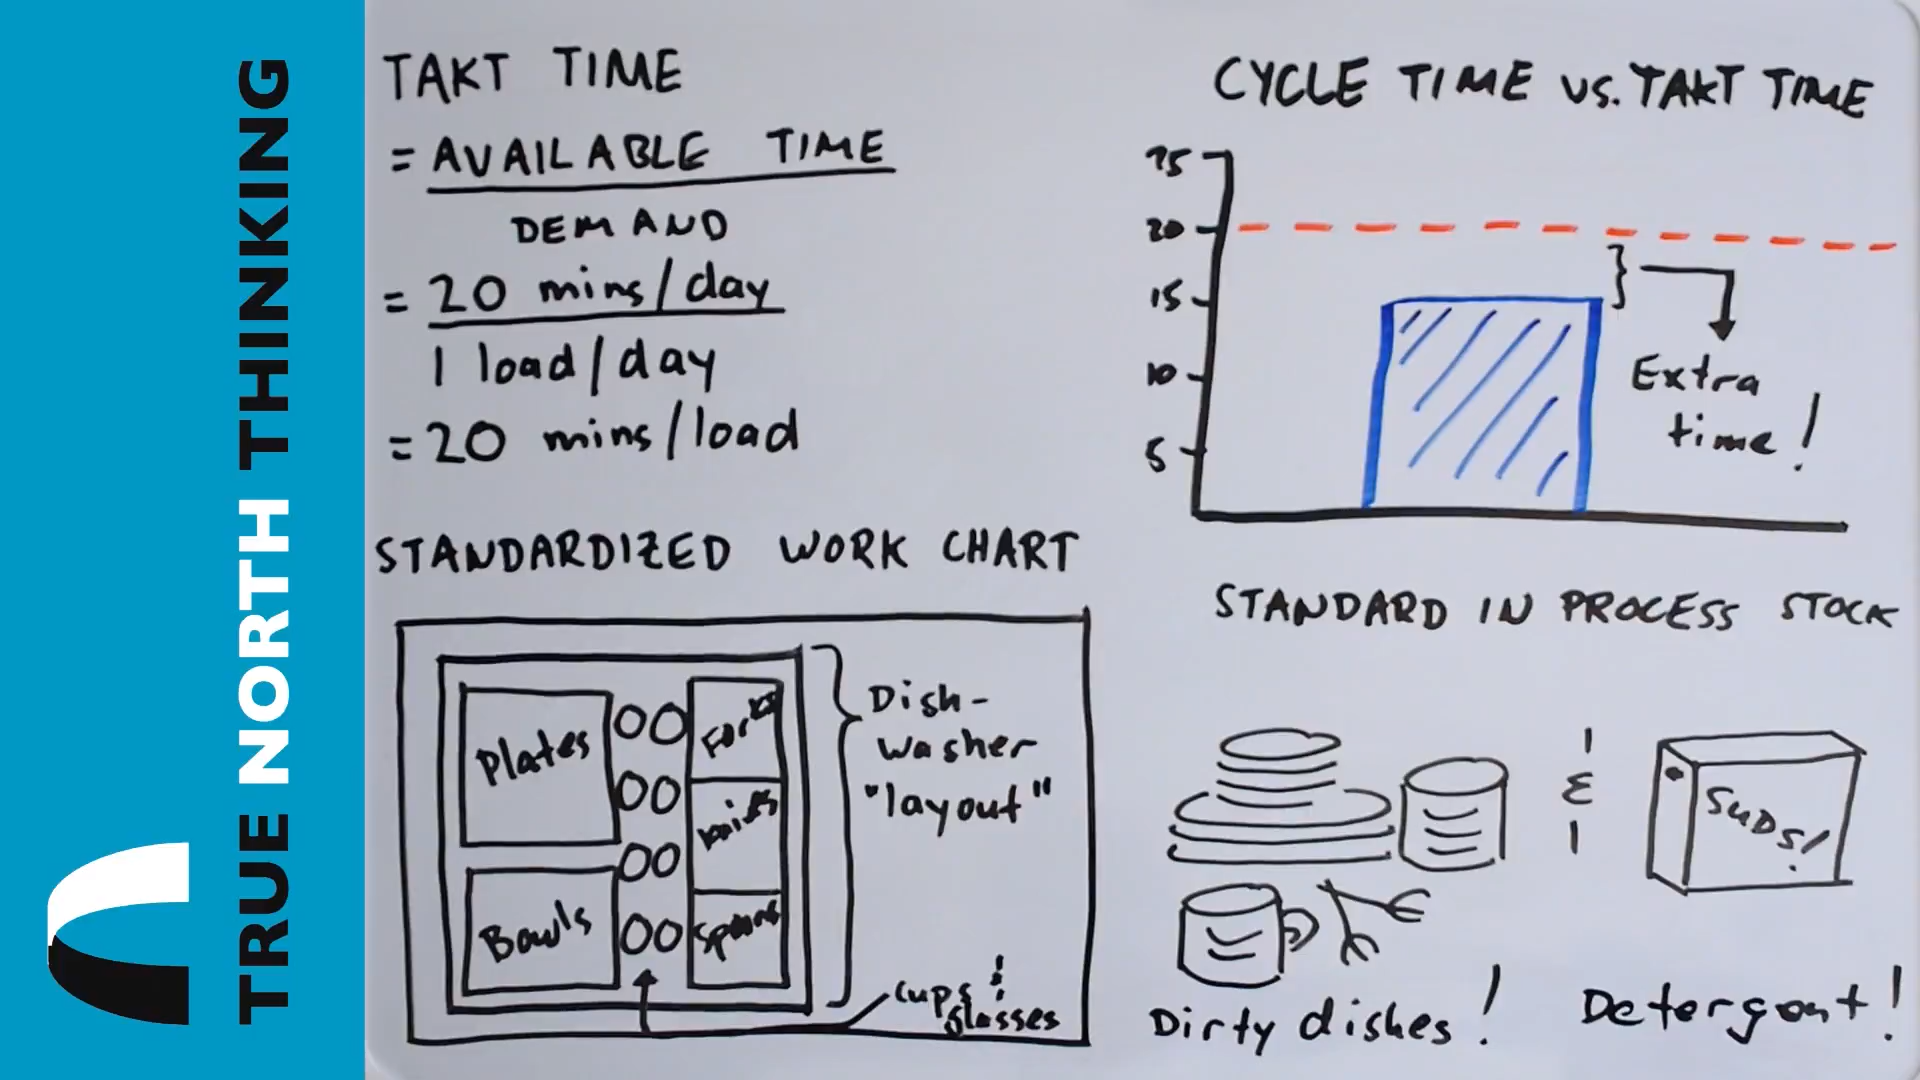 TRUE NORTH THINKING
TAKT TIME
= AVAILABLE TIME
DEMAND
= 20 mins/day
1 load/day
= 20 mins/load
CYCLE TIME vs. TAKT TIME
25
20
15
10
5
Extra
time!
STANDARDIZED WORK CHART
Plates
Bowls
Forks
knives
Spoons
Dish-
washer
"layout"
cups &
glasses
STANDARD IN PROCESS STOCK
&
SUDS!
Dirty dishes!
Detergent!